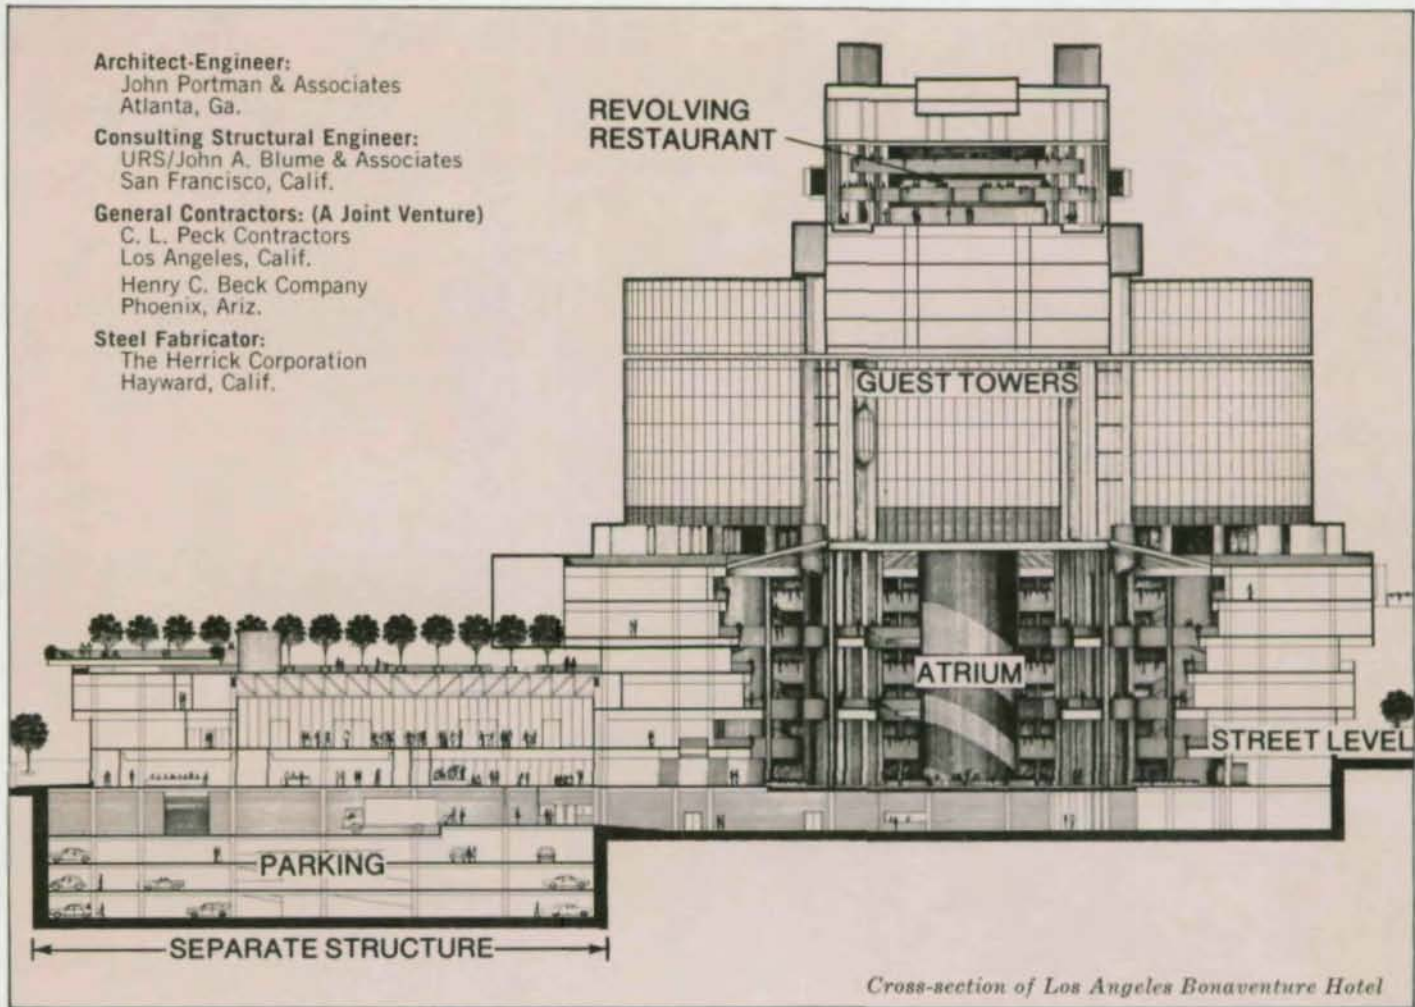 Architect-Engineer:
John Portman & Associates
Atlanta, Ga.
Consulting Structural Engineer:
URS/John A. Blume & Associates
San Francisco, Calif.
General Contractors: (A Joint Venture)
C. L. Peck Contractors
Los Angeles, Calif.
Henry C. Beck Company
Phoenix, Ariz.
Steel Fabricator:
The Herrick Corporation
Hayward, Calif.
REVOLVING
RESTAURANT
GUEST TOWERS
ATRIUM
STREET LEVEL
PARKING
SEPARATE STRUCTURE
Cross-section of Los Angeles Bonaventure Hotel